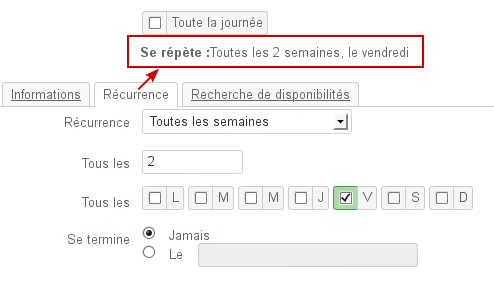 Toute la journée
Se répète :Toutes les 2 semaines, le vendredi
Informations Récurrence Recherche de disponibilités
Récurrence Toutes les semaines
Tous les 2
Tous les L M M J V S D
Se termine Jamais
Le